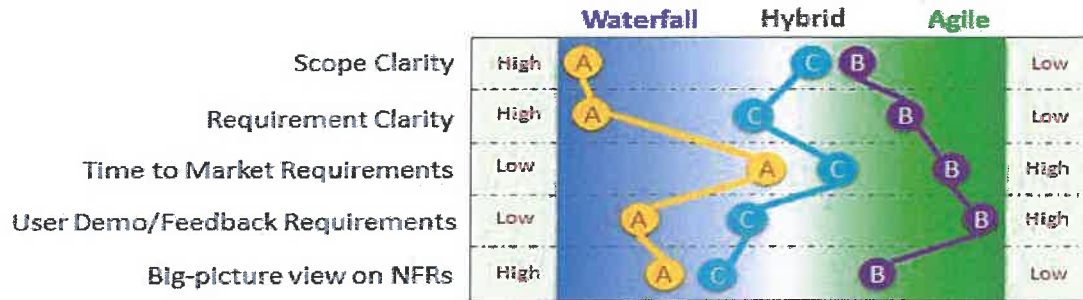 Waterfall Hybrid Agile
Scope Clarity High A C B Low
Requirement Clarity High A C B Low
Time to Market Requirements Low A C B High
User Demo/Feedback Requirements Low A C B High
Big-picture view on NFRs High A C B Low